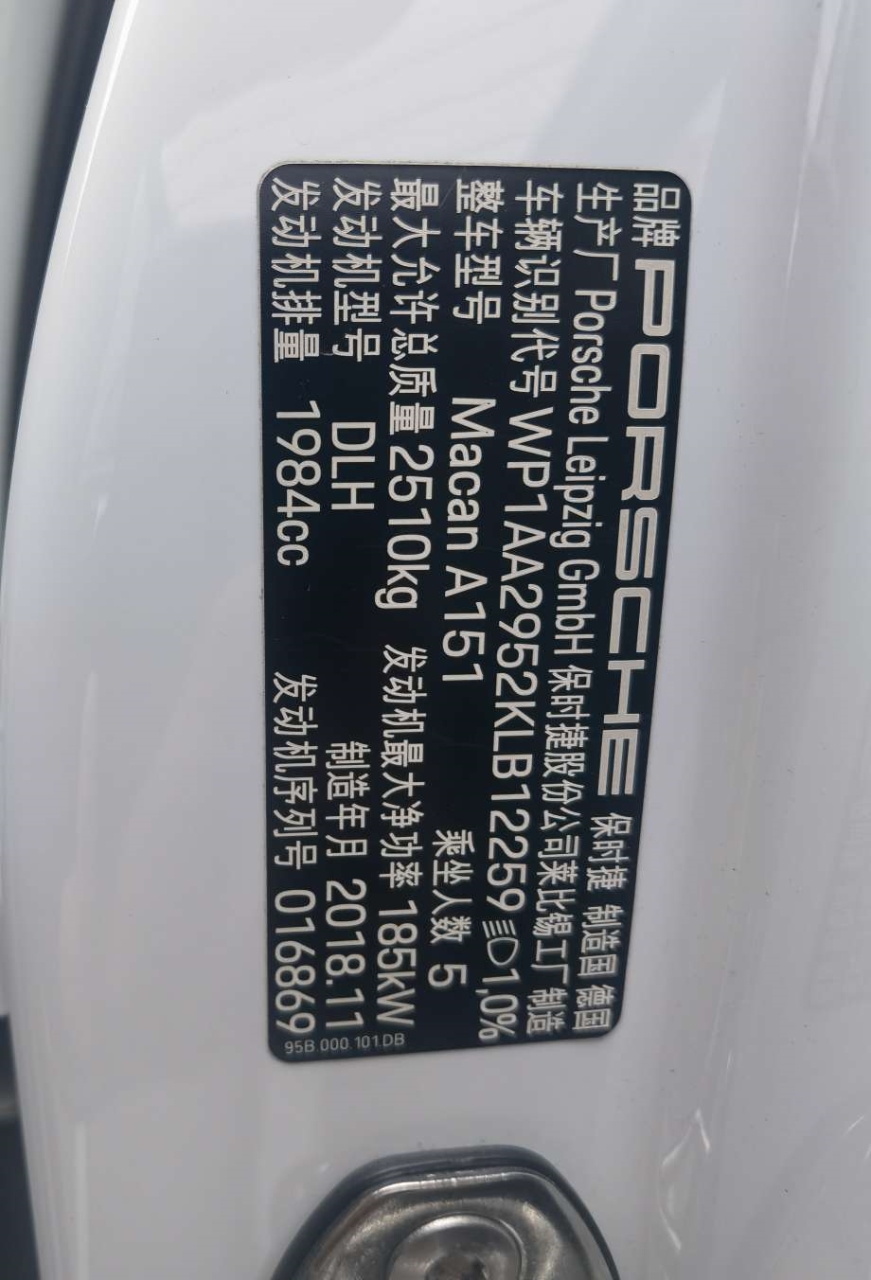 品牌 PORSCHE 保时捷 制造国 德国
生产厂 Porsche Leipzig GmbH 保时捷股份公司莱比锡工厂 制造
车辆识别代号 WP1AA2952KLB12259 1,0%
整车型号 Macan A151 乘坐人数 5
最大允许总质量 2510kg 发动机最大净功率 185kW
发动机型号 DLH 制造年月 2018.11
发动机排量 1984cc 发动机序列号 016869
95B.000.101.DB